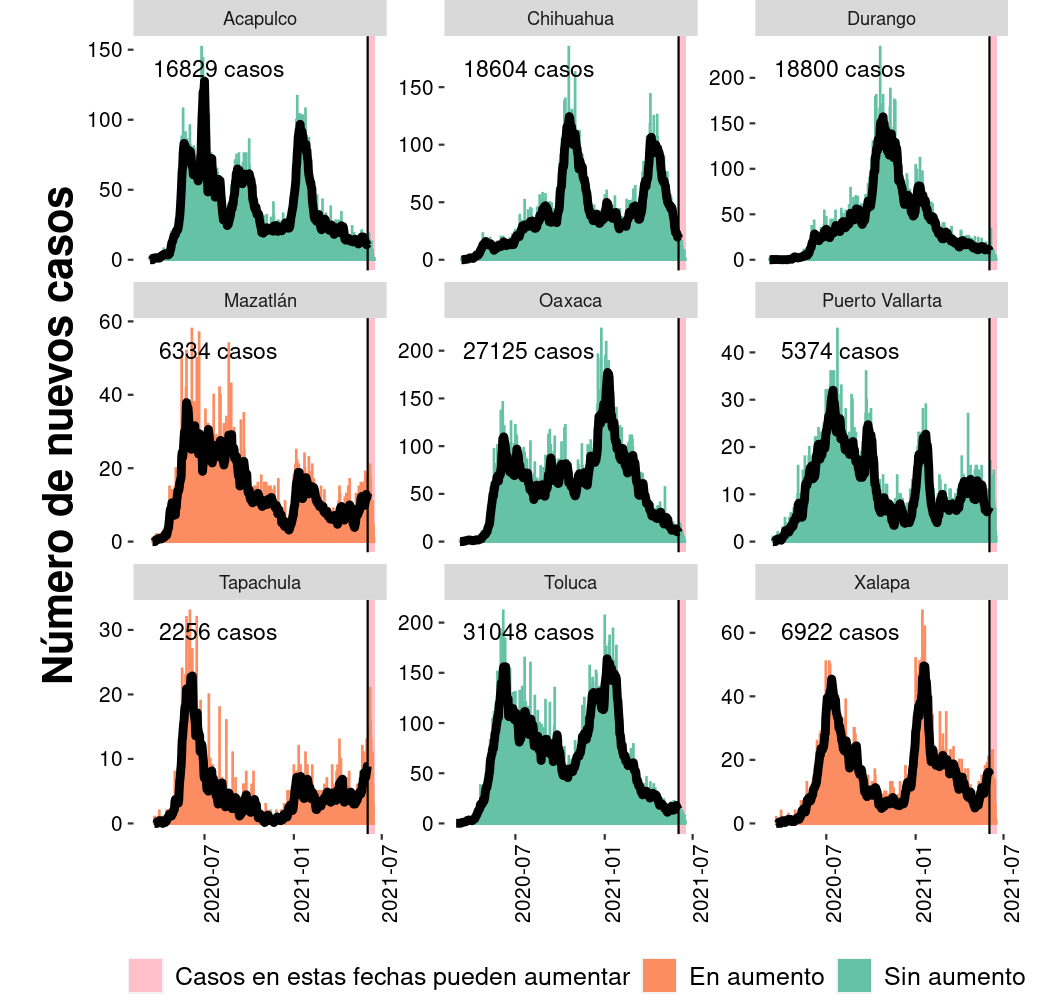 Número de nuevos casos
Acapulco
Chihuahua
Durango
16829 casos
18604 casos
18800 casos
150
100
50
0
150
100
50
0
200
150
100
50
0
Mazatlán
Oaxaca
Puerto Vallarta
6334 casos
27125 casos
5374 casos
60
40
20
0
200
150
100
50
0
40
30
20
10
0
Tapachula
Toluca
Xalapa
2256 casos
31048 casos
6922 casos
30
20
10
0
200
150
100
50
0
60
40
20
0
2020-07
2021-01
2021-07
2020-07
2021-01
2021-07
2020-07
2021-01
2021-07
Casos en estas fechas pueden aumentar
En aumento
Sin aumento